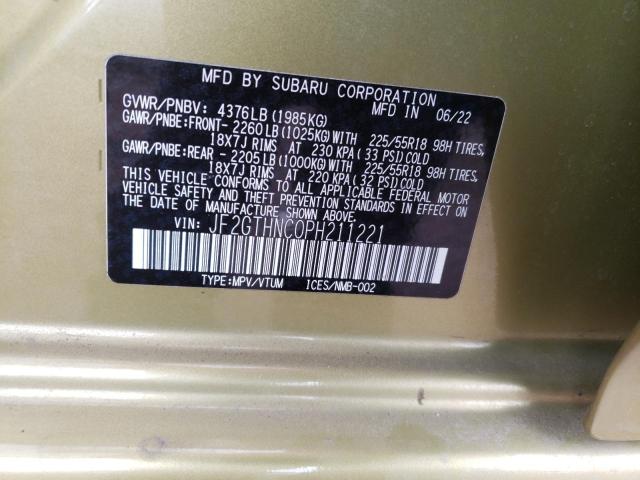 MFD BY SUBARU CORPORATION
MFD IN 06/22
GVWR/PNBV: 4376LB(1985KG)
GAWR/PNBE:FRONT- 2260LB(1025KG)WITH 225/55R18 98H TIRES,
18X7J RIMS AT 230 KPA(33 PSI)COLD
GAWR/PNBE:REAR - 2205LB(1000KG)WITH 225/55R18 98H TIRES,
18X7J RIMS AT 220 KPA(32 PSI)COLD
THIS VEHICLE CONFORMS TO ALL APPLICABLE FEDERAL MOTOR
VEHICLE SAFETY AND THEFT PREVENTION STANDARDS IN EFFECT ON
THE DATE OF MANUFACTURE SHOWN ABOVE.
VIN: JF2GTHNC0PH211221
TYPE:MPV/VTUM ICES/NMB-002